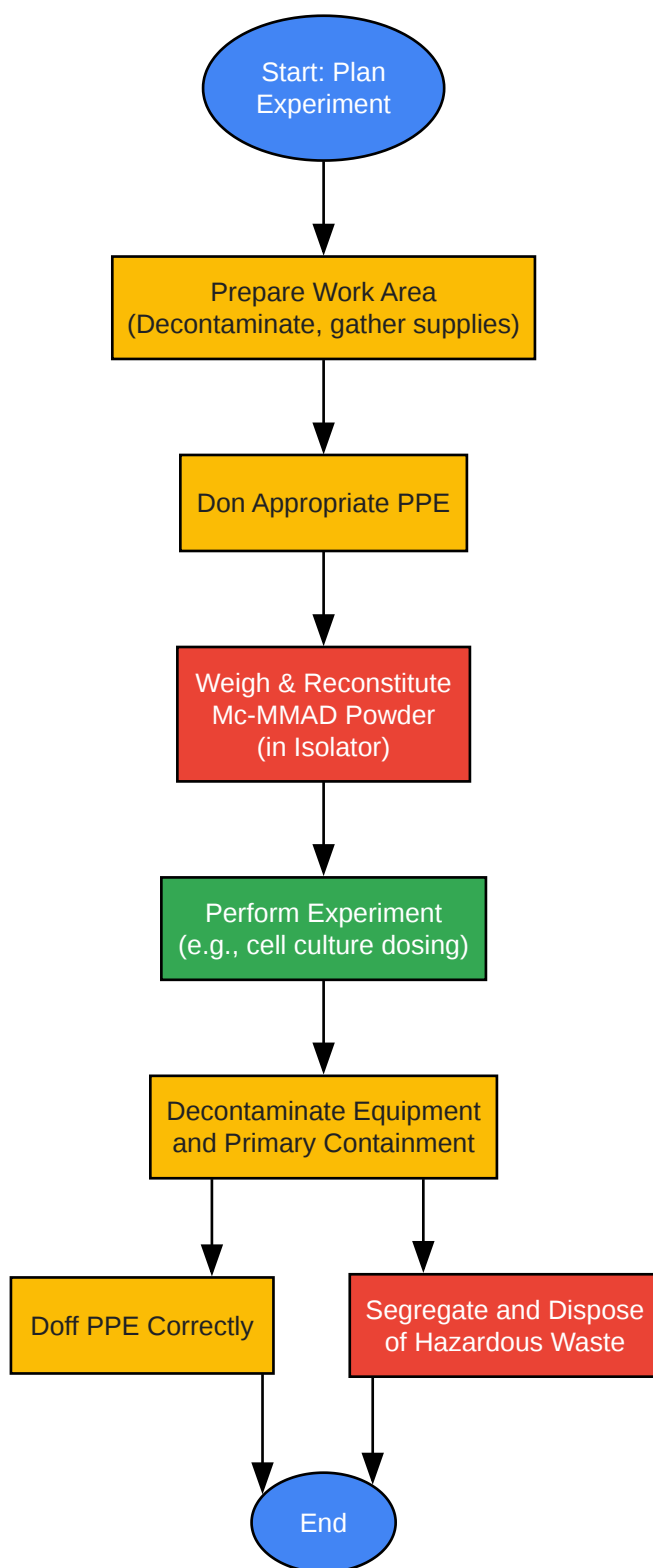 Start: Plan
Experiment
Prepare Work Area
(Decontaminate, gather supplies)
Don Appropriate PPE
Weigh & Reconstitute
Mc-MMAD Powder
(in Isolator)
Perform Experiment
(e.g., cell culture dosing)
Decontaminate Equipment
and Primary Containment
Doff PPE Correctly
Segregate and Dispose
of Hazardous Waste
End